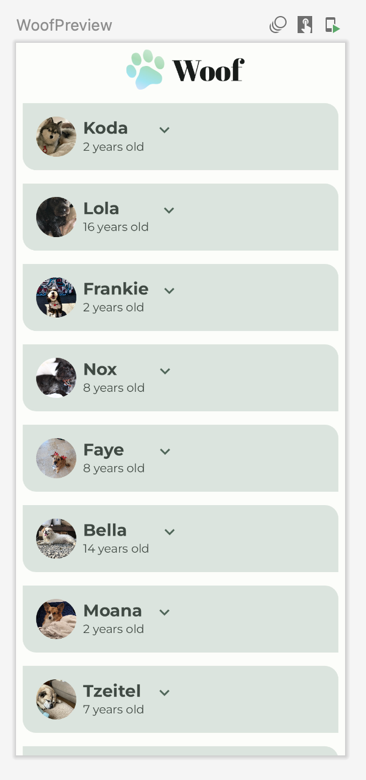 WoofPreview
Woof
Koda
2 years old
Lola
16 years old
Frankie
2 years old
Nox
8 years old
Faye
8 years old
Bella
14 years old
Moana
2 years old
Tzeitel
7 years old